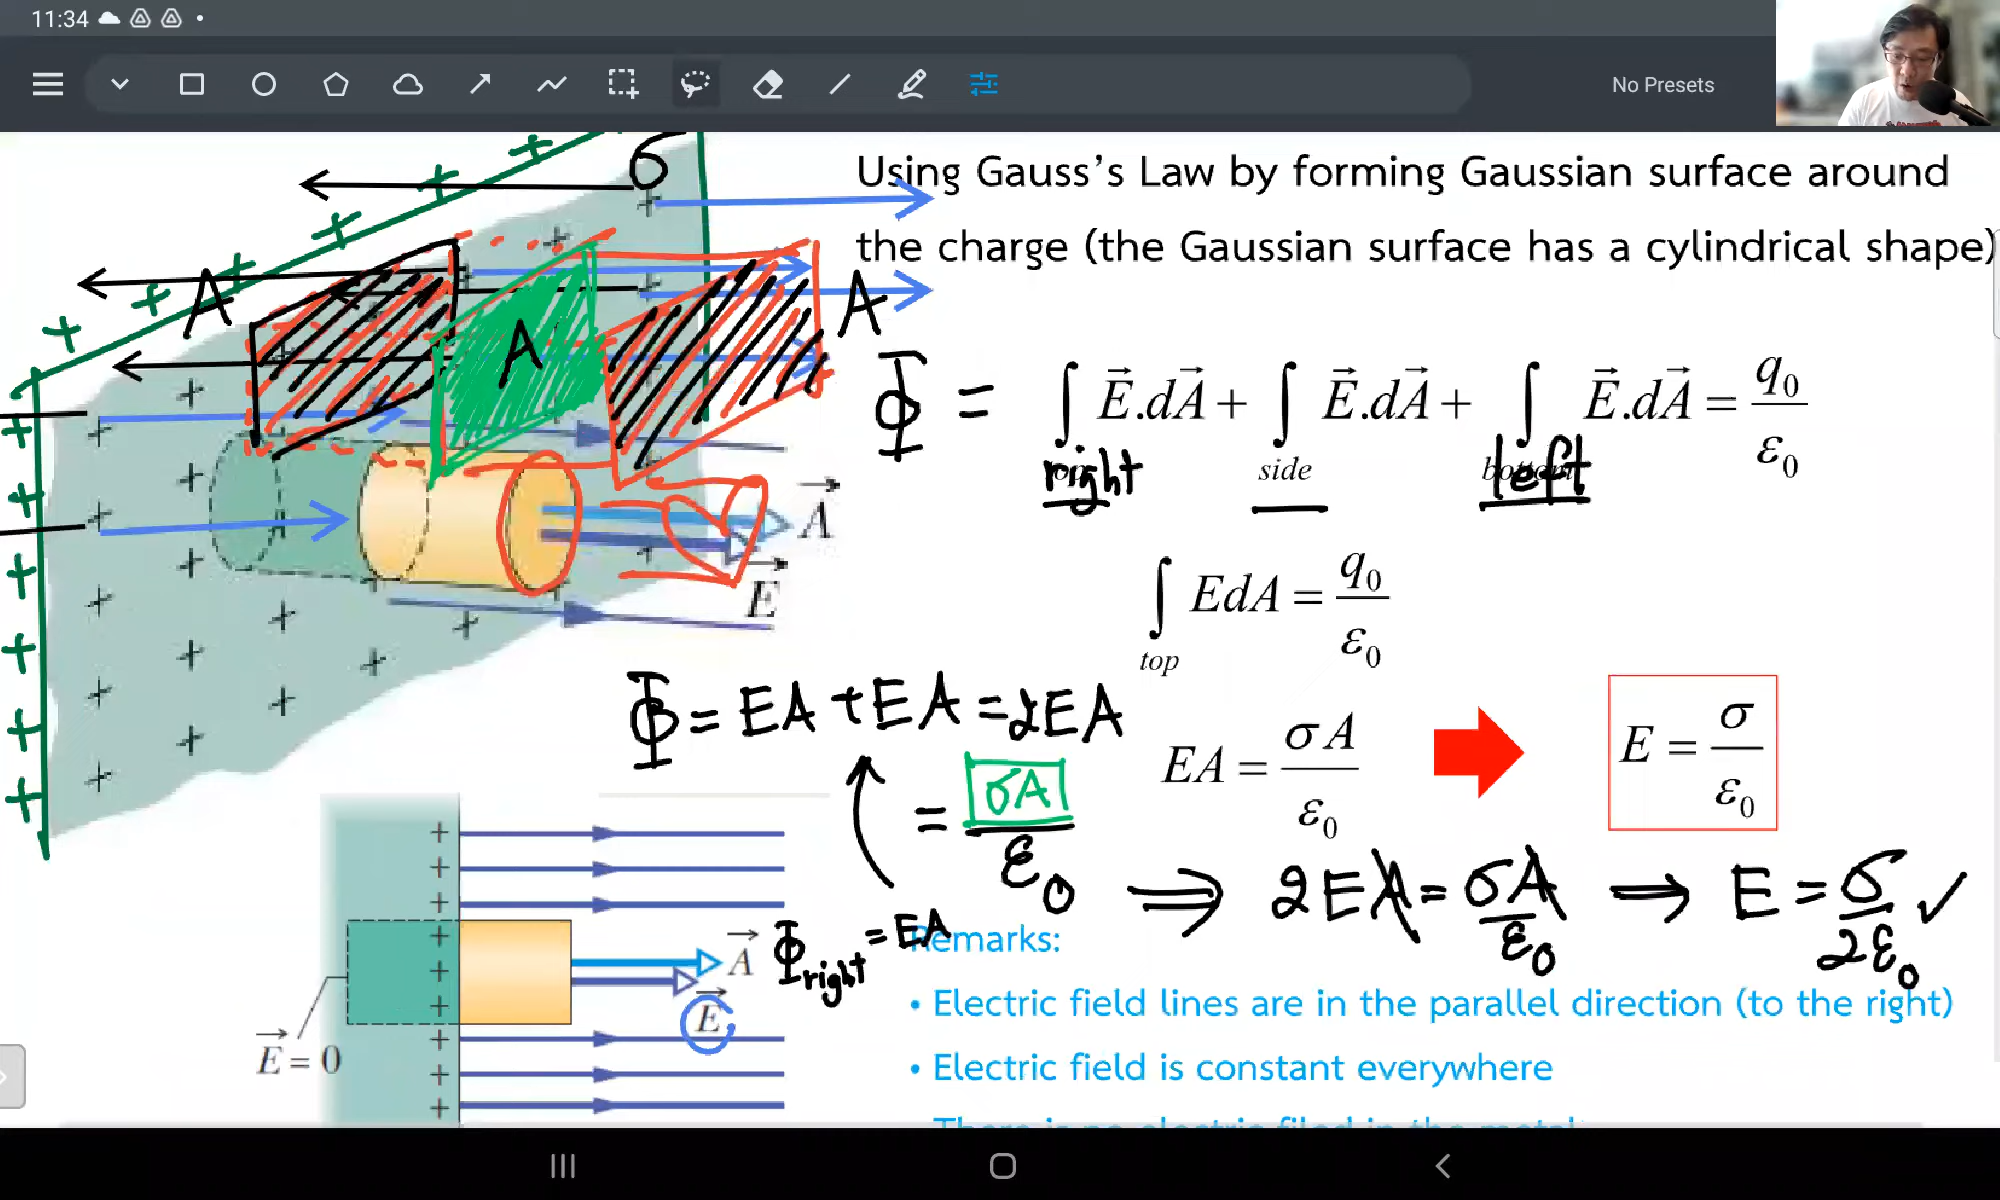 11:34
No Presets
Using Gauss's Law by forming Gaussian surface around
the charge (the Gaussian surface has a cylindrical shape)
σ
A
A
A
Φ = ∫ E⃗.dA⃗ + ∫ E⃗.dA⃗ + ∫ E⃗.dA⃗ = q₀/ε₀
right side left
A⃗
E⃗
∫ EdA = q₀/ε₀
top
Φ = EA + EA = 2EA
= σA/ε₀
EA = σA/ε₀
E = σ/ε₀
⟹ 2EA = σA/ε₀ ⟹ E = σ/2ε₀ ✓
Φright = EA
A⃗
E⃗
E⃗ = 0
Remarks:
• Electric field lines are in the parallel direction (to the right)
• Electric field is constant everywhere